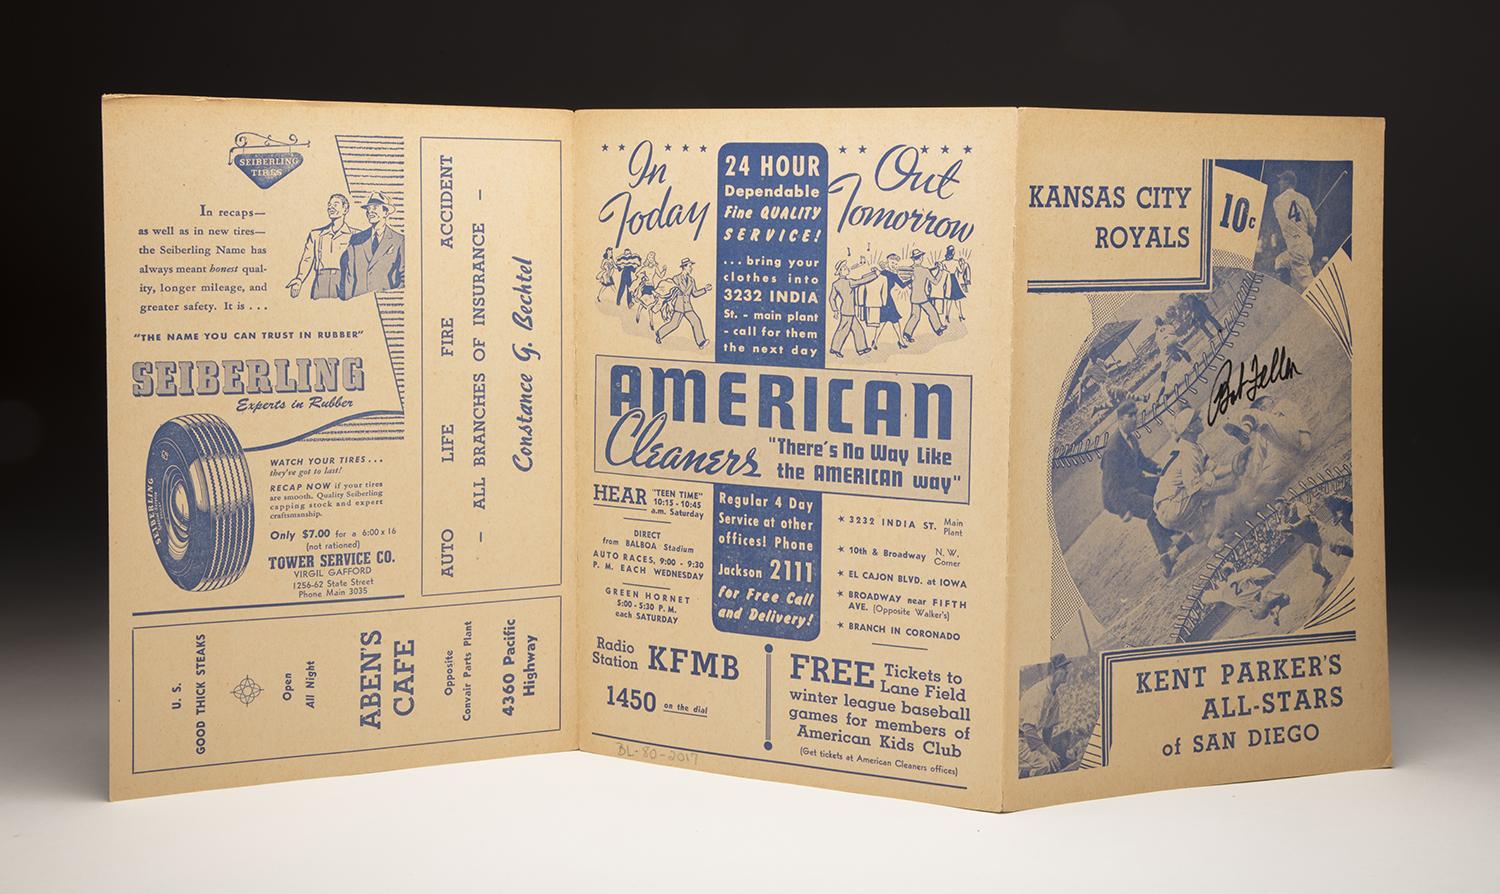 SEIBERLING
TIRES
In recaps—
as well as in new tires—
the Seiberling Name has
always meant honest qual-
ity, longer mileage, and
greater safety. It is . . .
"THE NAME YOU CAN TRUST IN RUBBER"
SEIBERLING
Experts in Rubber
SEIBERLING
WATCH YOUR TIRES . . .
they've got to last!
RECAP NOW if your tires
are smooth. Quality Seiberling
capping stock and expert
craftsmanship.
Only $7.00 for a 6:00 x 16
(not rationed)
TOWER SERVICE CO.
VIRGIL GAFFORD
1256-62 State Street
Phone Main 3035
AUTO LIFE FIRE ACCIDENT
— ALL BRANCHES OF INSURANCE —
Constance G. Bechtel
U. S.
GOOD THICK STEAKS
Open
All Night
ABEN'S
CAFE
Opposite
Convair Parts Plant
4360 Pacific
Highway
In
Today
24 HOUR
Dependable
Fine QUALITY
SERVICE!
. . . bring your
clothes into
3232 INDIA
St. - main plant
- call for them
the next day
Out
Tomorrow
AMERICAN
Cleaners
"There's No Way Like
the AMERICAN way"
HEAR "TEEN TIME"
10:15 - 10:45
a.m. Saturday
DIRECT
from BALBOA Stadium
AUTO RACES, 9:00 - 9:30
P. M. EACH WEDNESDAY
GREEN HORNET
5:00 - 5:30 P. M.
each SATURDAY
Regular 4 Day
Service at other
offices! Phone
Jackson 2111
for Free Call
and Delivery!
★ 3232 INDIA ST. Main
Plant
★ 10th & Broadway N. W.
Corner
★ EL CAJON BLVD. at IOWA
★ BROADWAY near FIFTH
AVE. (Opposite Walker's)
★ BRANCH IN CORONADO
Radio
Station KFMB
1450 on the dial
FREE Tickets to
Lane Field
winter league baseball
games for members of
American Kids Club
(Get tickets at American Cleaners offices)
BL-80-2017
KANSAS CITY
ROYALS
10c
4
Bob Feller
1
2
KENT PARKER'S
ALL-STARS
of SAN DIEGO